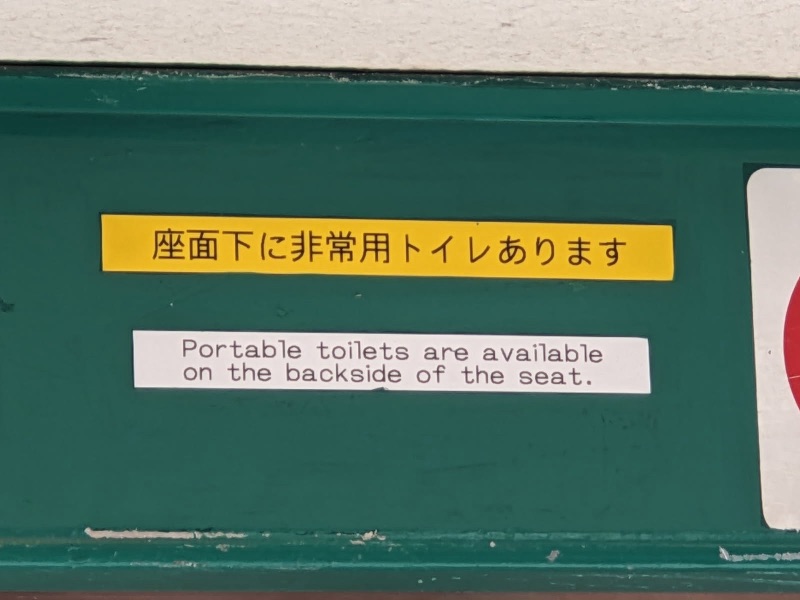 座面下に非常用トイレあります
Portable toilets are available
on the backside of the seat.